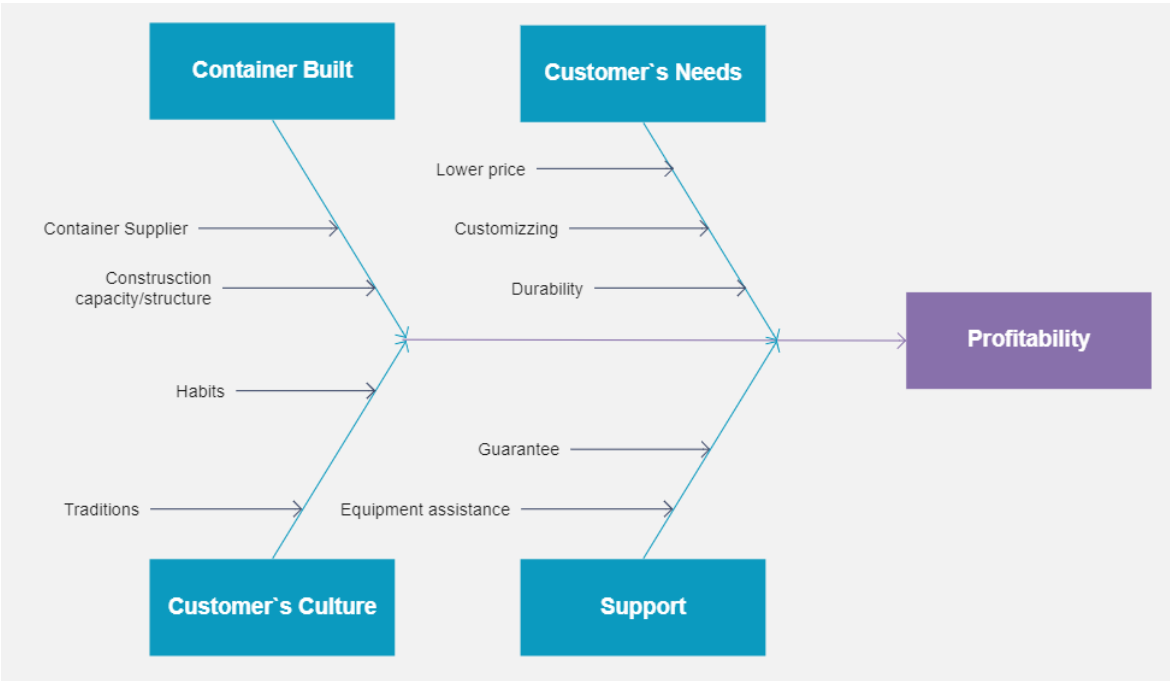 Container Built
Customer`s Needs
Lower price
Container Supplier
Customizzing
Construsction
capacity/structure
Durability
Profitability
Habits
Guarantee
Traditions
Equipment assistance
Customer`s Culture
Support